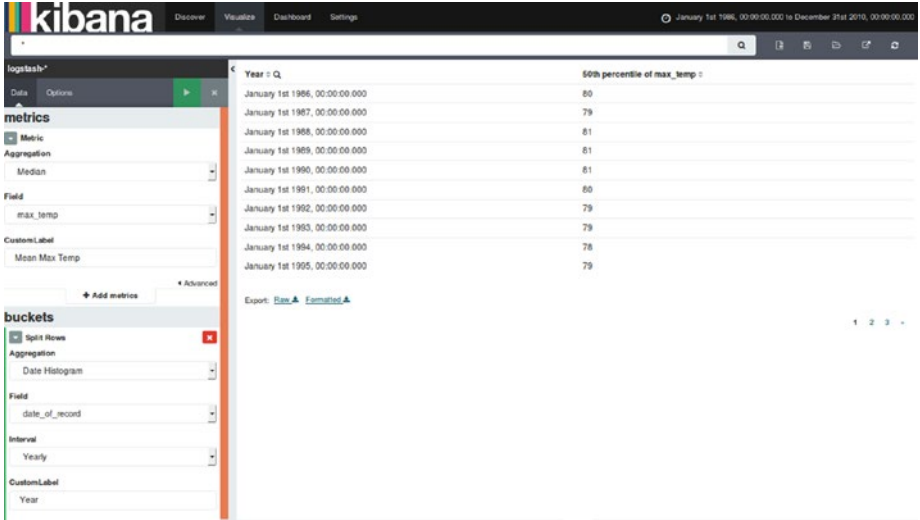 kibana
Discover Visualize Dashboard Settings
January 1st 1986, 00:00:00.000 to December 31st 2010, 00:00:00.000
*
logstash-*
Data Options
metrics
Metric
Aggregation
Median
Field
max_temp
CustomLabel
Mean Max Temp
Advanced
+ Add metrics
buckets
Split Rows
Aggregation
Date Histogram
Field
date_of_record
Interval
Yearly
CustomLabel
Year
Year 50th percentile of max_temp
January 1st 1986, 00:00:00.000 80
January 1st 1987, 00:00:00.000 79
January 1st 1988, 00:00:00.000 81
January 1st 1989, 00:00:00.000 81
January 1st 1990, 00:00:00.000 81
January 1st 1991, 00:00:00.000 80
January 1st 1992, 00:00:00.000 79
January 1st 1993, 00:00:00.000 79
January 1st 1994, 00:00:00.000 78
January 1st 1995, 00:00:00.000 79
Export: Raw Formatted
1 2 3 »